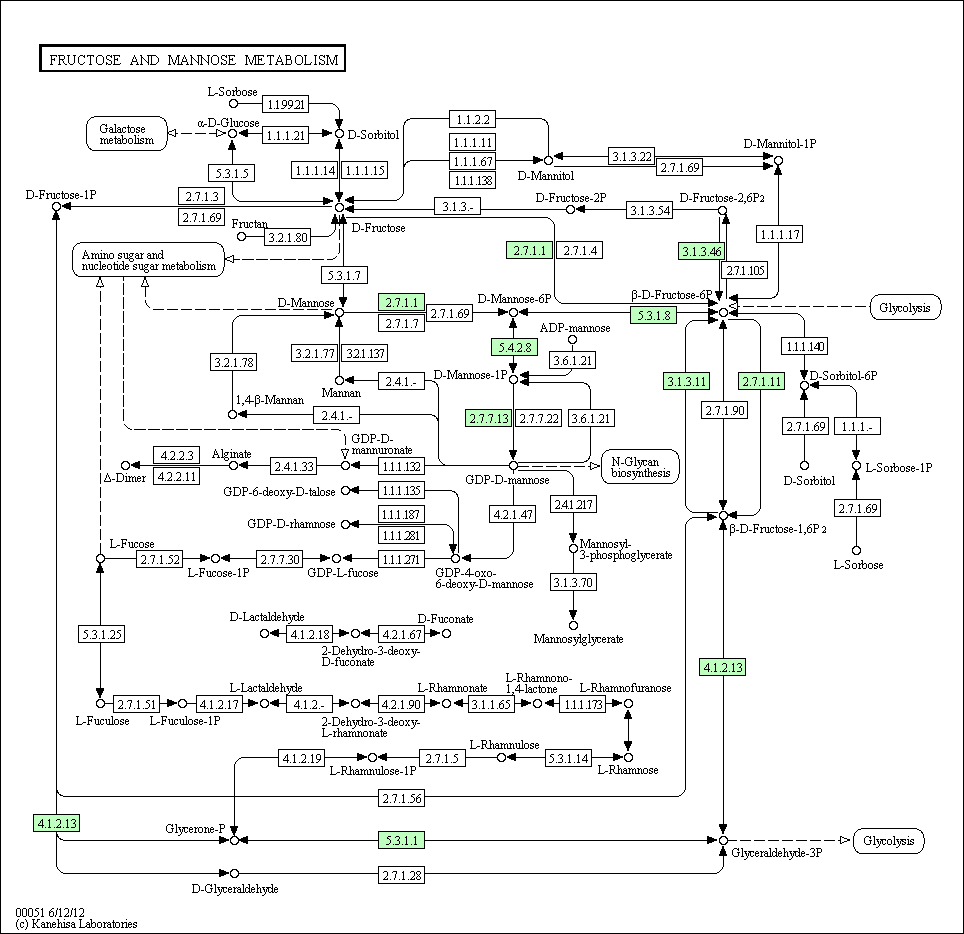 FRUCTOSE AND MANNOSE METABOLISM
L-Sorbose
1.1.99.21
Galactose
metabolism
α-D-Glucose
1.1.1.21
D-Sorbitol
1.1.2.2
1.1.1.11
1.1.1.67
1.1.1.138
D-Mannitol
3.1.3.22
2.7.1.69
D-Mannitol-1P
5.3.1.5
1.1.1.14
1.1.1.15
D-Fructose-1P
2.7.1.3
2.7.1.69
3.1.3.-
D-Fructose-2P
3.1.3.54
D-Fructose-2,6P2
Fructan
3.2.1.80
D-Fructose
1.1.1.17
2.7.1.1
2.7.1.4
3.1.3.46
2.7.1.105
Amino sugar and
nucleotide sugar metabolism
5.3.1.7
D-Mannose
2.7.1.1
2.7.1.7
2.7.1.69
D-Mannose-6P
β-D-Fructose-6P
5.3.1.8
Glycolysis
ADP-mannose
5.4.2.8
3.6.1.21
1.1.1.140
3.2.1.78
3.2.1.77
3.2.1.137
Mannan
2.4.1.-
D-Mannose-1P
3.1.3.11
2.7.1.11
D-Sorbitol-6P
1,4-β-Mannan
2.4.1.-
2.7.7.13
2.7.7.22
3.6.1.21
2.7.1.90
2.7.1.69
1.1.1.-
GDP-D-
mannuronate
Alginate
4.2.2.3
4.2.2.11
Δ-Dimer
2.4.1.33
1.1.1.132
GDP-D-mannose
N-Glycan
biosynthesis
D-Sorbitol
L-Sorbose-1P
GDP-6-deoxy-D-talose
1.1.1.135
GDP-D-rhamnose
1.1.1.187
1.1.1.281
4.2.1.47
2.4.1.217
2.7.1.69
β-D-Fructose-1,6P2
L-Fucose
2.7.1.52
L-Fucose-1P
2.7.7.30
GDP-L-fucose
1.1.1.271
GDP-4-oxo-
6-deoxy-D-mannose
Mannosyl-
3-phosphoglycerate
L-Sorbose
3.1.3.70
D-Lactaldehyde
4.1.2.18
2-Dehydro-3-deoxy-
D-fuconate
4.2.1.67
D-Fuconate
Mannosylglycerate
5.3.1.25
4.1.2.13
L-Fuculose
2.7.1.51
L-Fuculose-1P
4.1.2.17
L-Lactaldehyde
4.1.2.-
2-Dehydro-3-deoxy-
L-rhamnonate
4.2.1.90
L-Rhamnonate
3.1.1.65
L-Rhamnono-
1,4-lactone
1.1.1.173
L-Rhamnofuranose
4.1.2.19
L-Rhamnulose-1P
2.7.1.5
L-Rhamnulose
5.3.1.14
L-Rhamnose
2.7.1.56
4.1.2.13
Glycerone-P
5.3.1.1
Glyceraldehyde-3P
Glycolysis
D-Glyceraldehyde
2.7.1.28
00051 6/12/12
(c) Kanehisa Laboratories